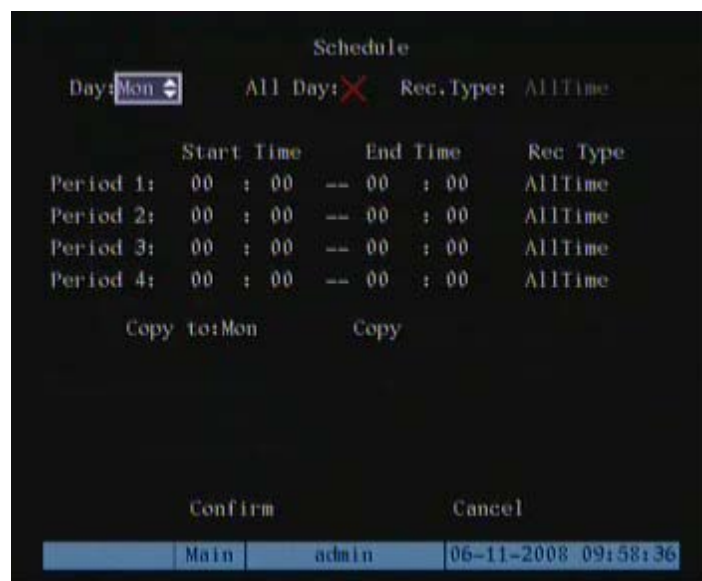 Schedule
Day: Mon All Day: Rec.Type: AllTime
Start Time End Time Rec Type
Period 1: 00 : 00 -- 00 : 00 AllTime
Period 2: 00 : 00 -- 00 : 00 AllTime
Period 3: 00 : 00 -- 00 : 00 AllTime
Period 4: 00 : 00 -- 00 : 00 AllTime
Copy to:Mon Copy
Confirm Cancel
Main admin 06-11-2008 09:58:36